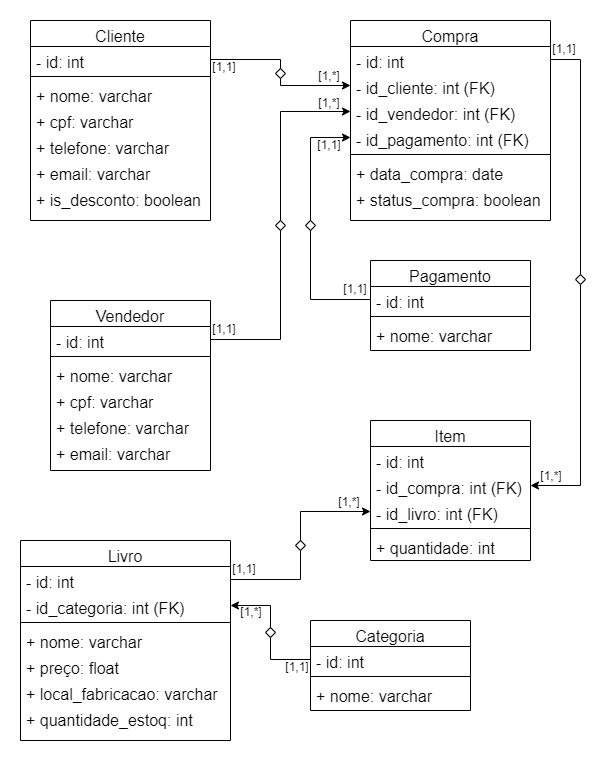 Cliente
- id: int
+ nome: varchar
+ cpf: varchar
+ telefone: varchar
+ email: varchar
+ is_desconto: boolean
[1,1]
[1,*]
[1,*]
[1,1]
Compra
- id: int
- id_cliente: int (FK)
- id_vendedor: int (FK)
- id_pagamento: int (FK)
+ data_compra: date
+ status_compra: boolean
[1,1]
Vendedor
- id: int
+ nome: varchar
+ cpf: varchar
+ telefone: varchar
+ email: varchar
[1,1]
[1,1]
Pagamento
- id: int
+ nome: varchar
Item
- id: int
- id_compra: int (FK)
- id_livro: int (FK)
+ quantidade: int
[1,*]
[1,*]
Livro
- id: int
- id_categoria: int (FK)
+ nome: varchar
+ preço: float
+ local_fabricacao: varchar
+ quantidade_estoq: int
[1,1]
[1,*]
[1,1]
Categoria
- id: int
+ nome: varchar